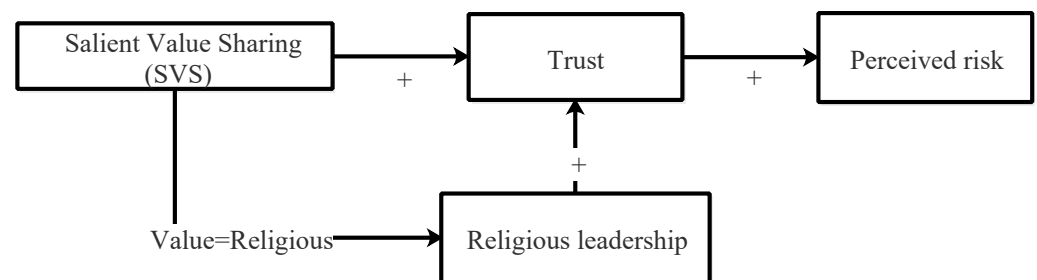 Salient Value Sharing
(SVS)
+
Trust
+
Perceived risk
+
Value=Religious
Religious leadership